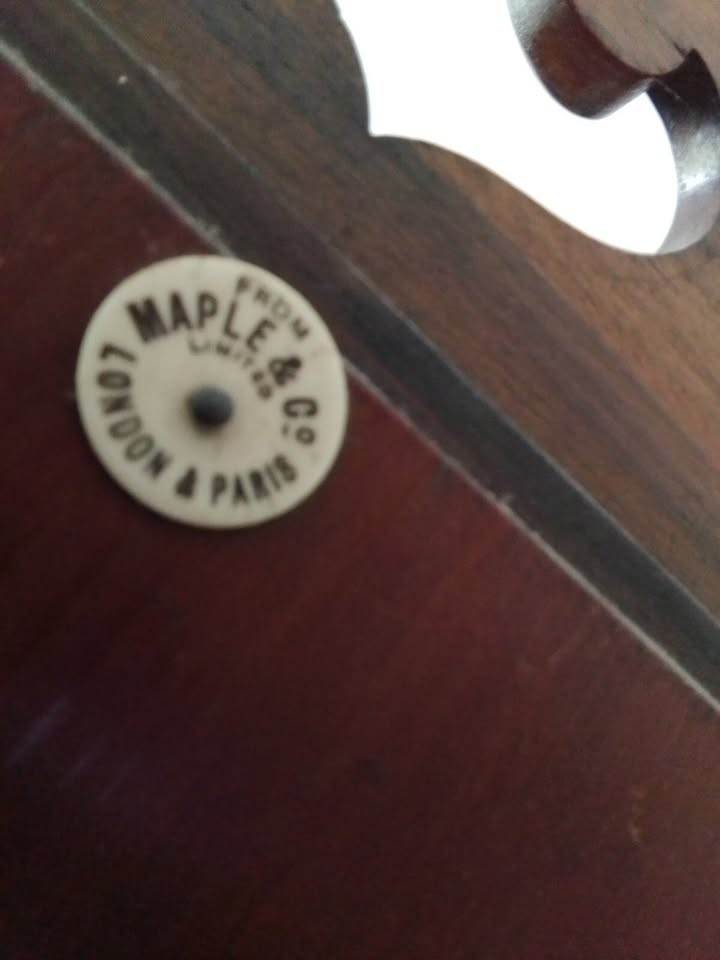 FROM
MAPLE & Co
LIMITED
LONDON & PARIS